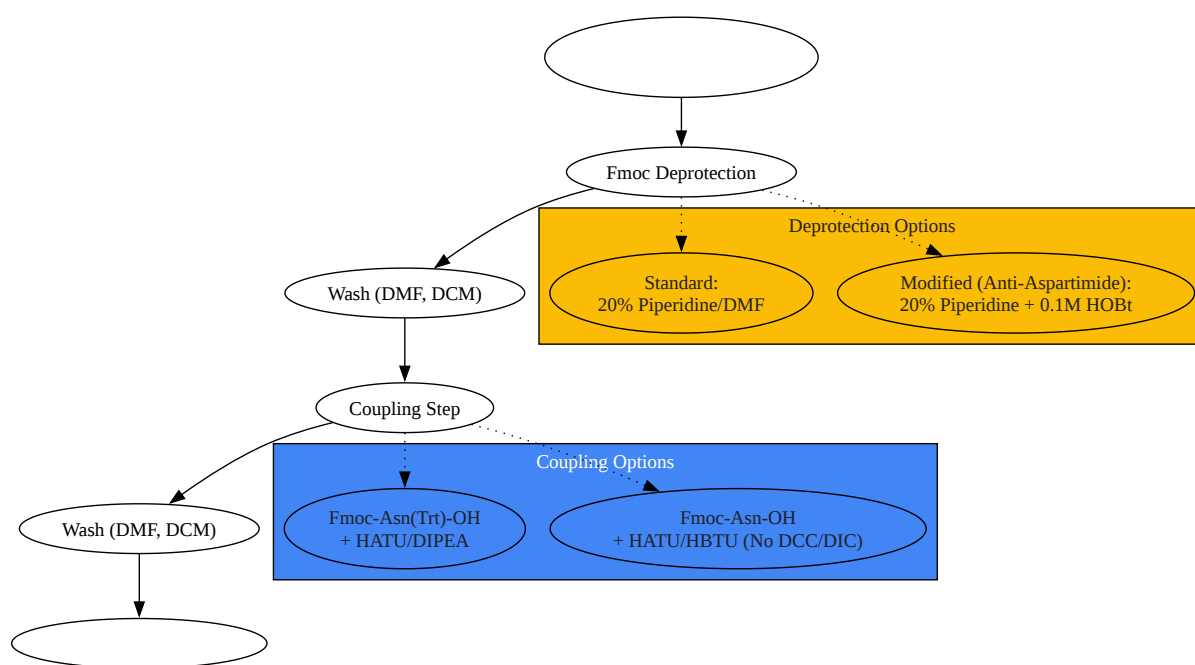 Fmoc Deprotection
Deprotection Options
Standard:
20% Piperidine/DMF
Modified (Anti-Aspartimide):
20% Piperidine + 0.1M HOBt
Wash (DMF, DCM)
Coupling Step
Coupling Options
Fmoc-Asn(Trt)-OH
+ HATU/DIPEA
Fmoc-Asn-OH
+ HATU/HBTU (No DCC/DIC)
Wash (DMF, DCM)